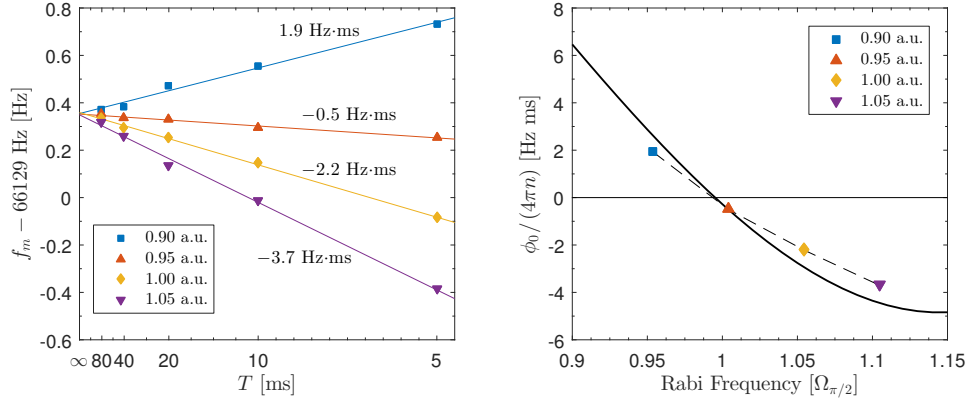 0.8
0.6
0.4
0.2
0
-0.2
-0.4
-0.6
f_m − 66129 Hz [Hz]
1.9 Hz·ms
−0.5 Hz·ms
−2.2 Hz·ms
−3.7 Hz·ms
0.90 a.u.
0.95 a.u.
1.00 a.u.
1.05 a.u.
∞ 80 40 20 10 5
T [ms]
8
6
4
2
0
-2
-4
-6
ϕ_0/(4πn) [Hz ms]
0.90 a.u.
0.95 a.u.
1.00 a.u.
1.05 a.u.
0.9 0.95 1 1.05 1.1 1.15
Rabi Frequency [Ω_{π/2}]